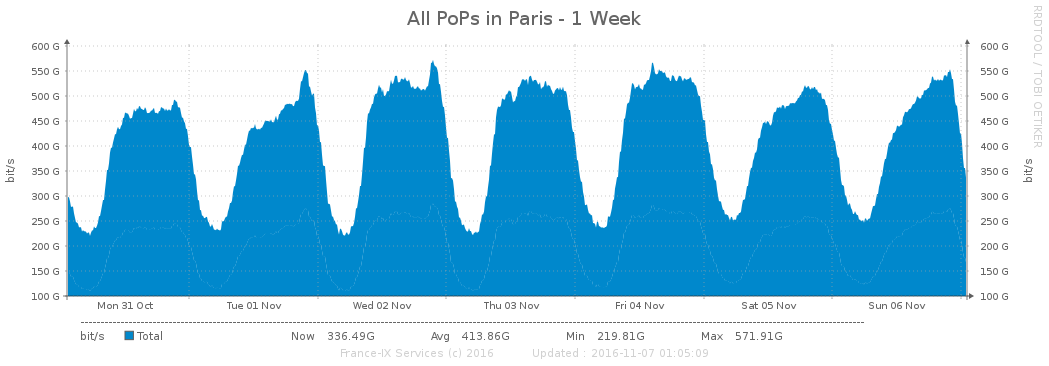 All PoPs in Paris - 1 Week
RRDTOOL / TOBI OETIKER
600 G 600 G
550 G 550 G
500 G 500 G
450 G 450 G
400 G 400 G
350 G 350 G
300 G 300 G
250 G 250 G
200 G 200 G
150 G 150 G
100 G 100 G
bit/s bit/s
Mon 31 Oct Tue 01 Nov Wed 02 Nov Thu 03 Nov Fri 04 Nov Sat 05 Nov Sun 06 Nov
bit/s Total Now 336.49G Avg 413.86G Min 219.81G Max 571.91G
France-IX Services (c) 2016 Updated : 2016-11-07 01:05:09